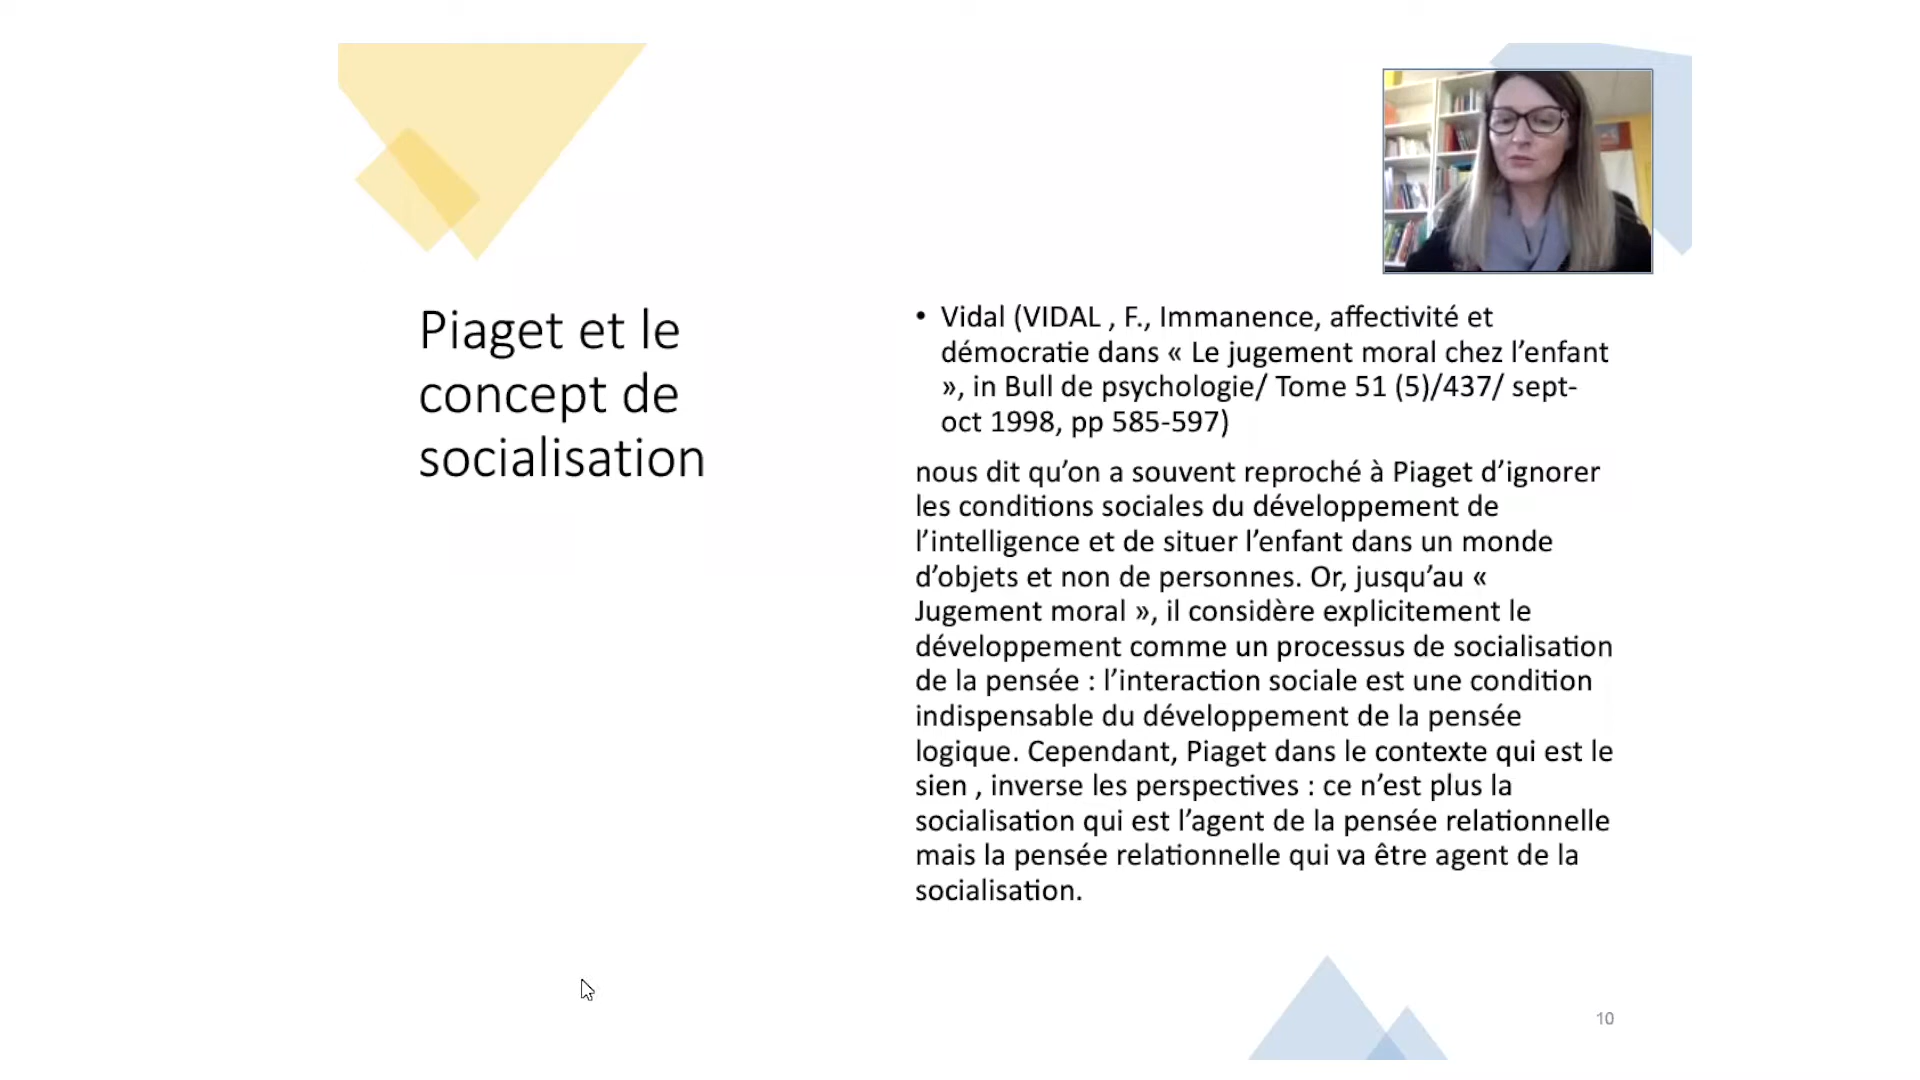 Piaget et le
concept de
socialisation
• Vidal (VIDAL , F., Immanence, affectivité et
démocratie dans « Le jugement moral chez l’enfant
», in Bull de psychologie/ Tome 51 (5)/437/ sept-
oct 1998, pp 585-597)
nous dit qu’on a souvent reproché à Piaget d’ignorer
les conditions sociales du développement de
l’intelligence et de situer l’enfant dans un monde
d’objets et non de personnes. Or, jusqu’au «
Jugement moral », il considère explicitement le
développement comme un processus de socialisation
de la pensée : l’interaction sociale est une condition
indispensable du développement de la pensée
logique. Cependant, Piaget dans le contexte qui est le
sien , inverse les perspectives : ce n’est plus la
socialisation qui est l’agent de la pensée relationnelle
mais la pensée relationnelle qui va être agent de la
socialisation.
10